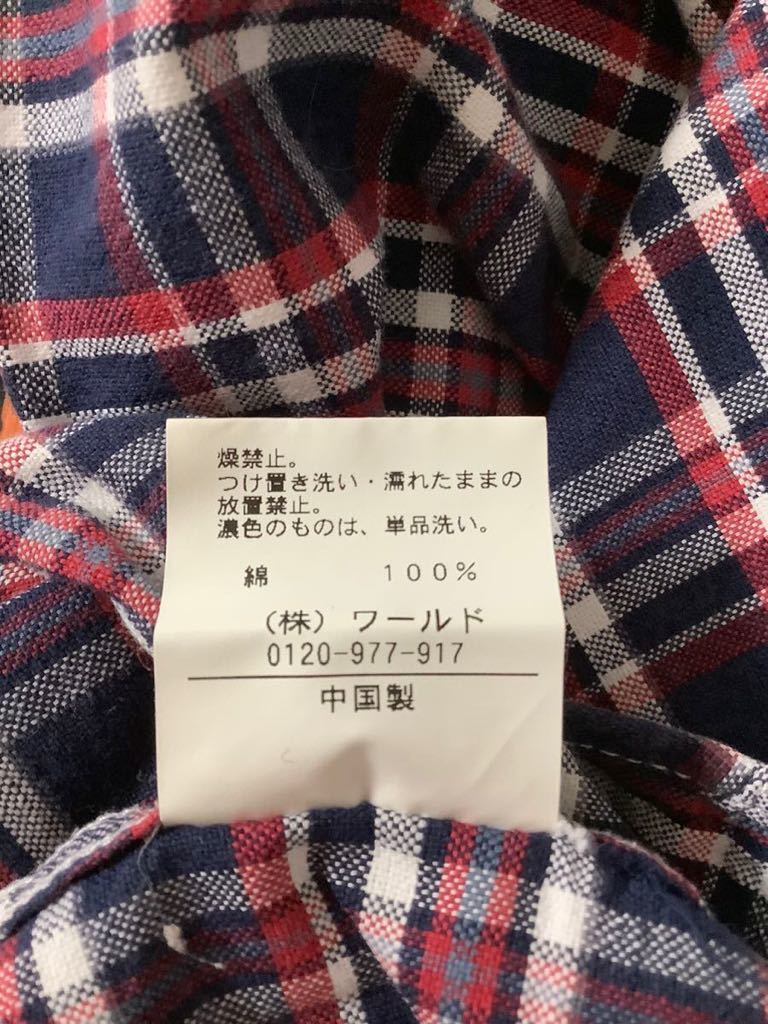 燥禁止。
つけ置き洗い・濡れたままの
放置禁止。
濃色のものは、単品洗い。
綿 100%
(株) ワールド
0120-977-917
中国製